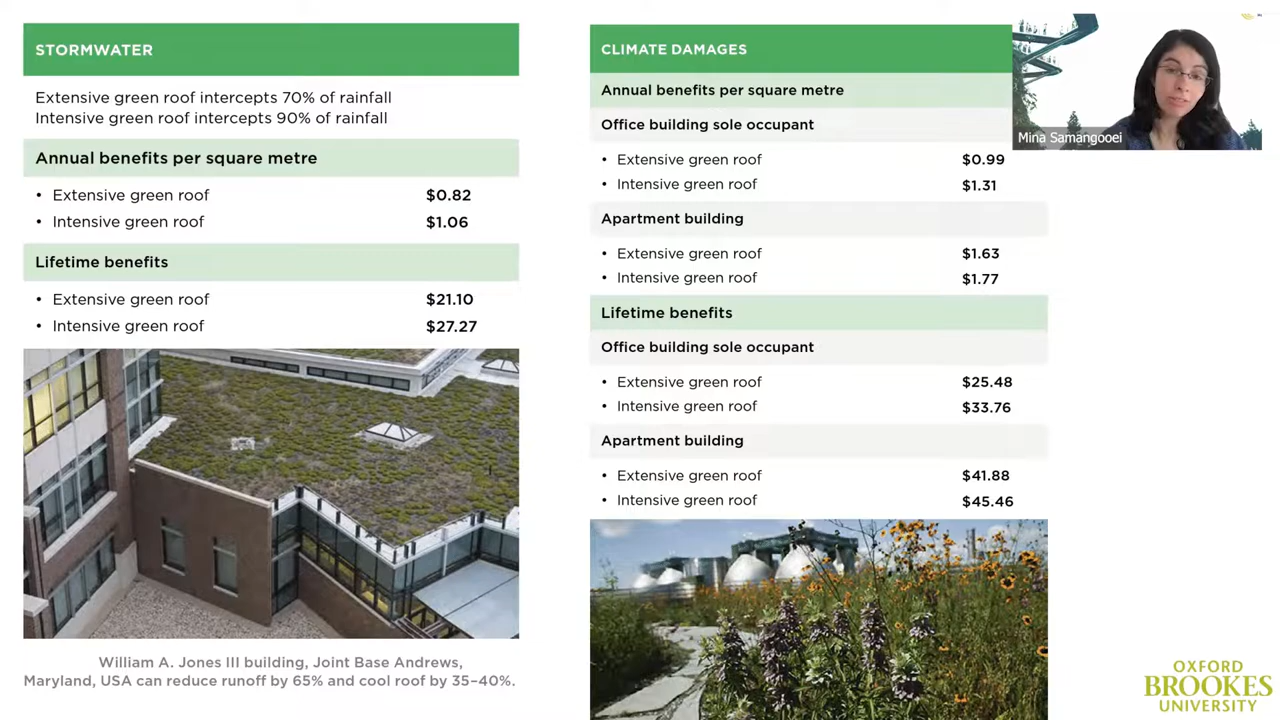 STORMWATER
Extensive green roof intercepts 70% of rainfall
Intensive green roof intercepts 90% of rainfall
Annual benefits per square metre
• Extensive green roof $0.82
• Intensive green roof $1.06
Lifetime benefits
• Extensive green roof $21.10
• Intensive green roof $27.27
William A. Jones III building, Joint Base Andrews,
Maryland, USA can reduce runoff by 65% and cool roof by 35–40%.
CLIMATE DAMAGES
Annual benefits per square metre
Office building sole occupant
• Extensive green roof $0.99
• Intensive green roof $1.31
Apartment building
• Extensive green roof $1.63
• Intensive green roof $1.77
Lifetime benefits
Office building sole occupant
• Extensive green roof $25.48
• Intensive green roof $33.76
Apartment building
• Extensive green roof $41.88
• Intensive green roof $45.46
Mina Samangooei
OXFORD
BROOKES
UNIVERSITY